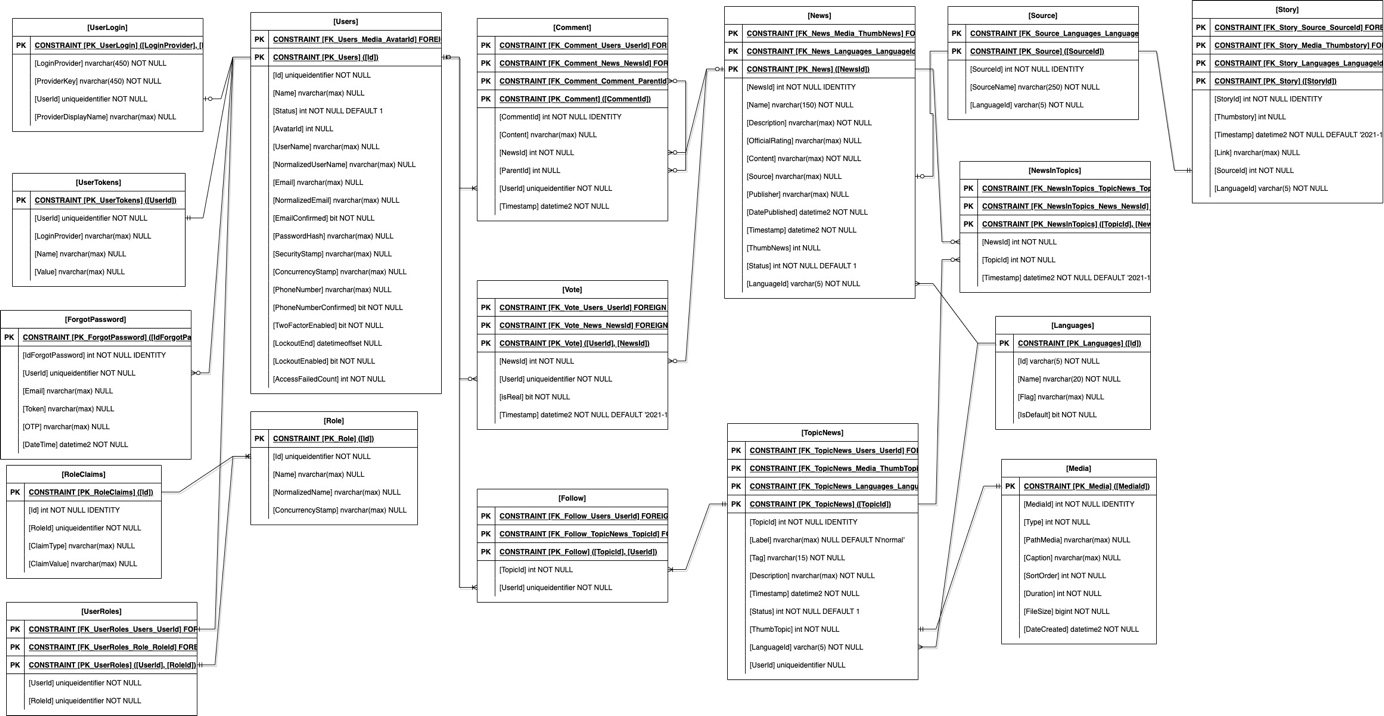 [UserLogin]
PK CONSTRAINT [PK_UserLogin] ([LoginProvider],
[LoginProvider] nvarchar(450) NOT NULL
[ProviderKey] nvarchar(450) NOT NULL
[UserId] uniqueidentifier NOT NULL
[ProviderDisplayName] nvarchar(max) NULL
[UserTokens]
PK CONSTRAINT [PK_UserTokens] ([UserId])
[UserId] uniqueidentifier NOT NULL
[LoginProvider] nvarchar(max) NULL
[Name] nvarchar(max) NULL
[Value] nvarchar(max) NULL
[ForgotPassword]
PK CONSTRAINT [PK_ForgotPassword] ([IdForgotPa
[IdForgotPassword] int NOT NULL IDENTITY
[UserId] uniqueidentifier NOT NULL
[Email] nvarchar(max) NULL
[Token] nvarchar(max) NULL
[OTP] nvarchar(max) NULL
[DateTime] datetime2 NOT NULL
[RoleClaims]
PK CONSTRAINT [PK_RoleClaims] ([Id])
[Id] int NOT NULL IDENTITY
[RoleId] uniqueidentifier NOT NULL
[ClaimType] nvarchar(max) NULL
[ClaimValue] nvarchar(max) NULL
[UserRoles]
PK CONSTRAINT [FK_UserRoles_Users_UserId] FOR
PK CONSTRAINT [FK_UserRoles_Role_RoleId] FORE
PK CONSTRAINT [PK_UserRoles] ([UserId], [RoleId])
[UserId] uniqueidentifier NOT NULL
[RoleId] uniqueidentifier NOT NULL
[Users]
PK CONSTRAINT [FK_Users_Media_AvatarId] FOREI
PK CONSTRAINT [PK_Users] ([Id])
[Id] uniqueidentifier NOT NULL
[Name] nvarchar(max) NULL
[Status] int NOT NULL DEFAULT 1
[AvatarId] int NULL
[UserName] nvarchar(max) NULL
[NormalizedUserName] nvarchar(max) NULL
[Email] nvarchar(max) NULL
[NormalizedEmail] nvarchar(max) NULL
[EmailConfirmed] bit NOT NULL
[PasswordHash] nvarchar(max) NULL
[SecurityStamp] nvarchar(max) NULL
[ConcurrencyStamp] nvarchar(max) NULL
[PhoneNumber] nvarchar(max) NULL
[PhoneNumberConfirmed] bit NOT NULL
[TwoFactorEnabled] bit NOT NULL
[LockoutEnd] datetimeoffset NULL
[LockoutEnabled] bit NOT NULL
[AccessFailedCount] int NOT NULL
[Role]
PK CONSTRAINT [PK_Role] ([Id])
[Id] uniqueidentifier NOT NULL
[Name] nvarchar(max) NULL
[NormalizedName] nvarchar(max) NULL
[ConcurrencyStamp] nvarchar(max) NULL
[Comment]
PK CONSTRAINT [FK_Comment_Users_UserId] FOR
PK CONSTRAINT [FK_Comment_News_NewsId] FOR
PK CONSTRAINT [FK_Comment_Comment_ParentId
PK CONSTRAINT [PK_Comment] ([CommentId])
[CommentId] int NOT NULL IDENTITY
[Content] nvarchar(max) NULL
[NewsId] int NOT NULL
[ParentId] int NOT NULL
[UserId] uniqueidentifier NOT NULL
[Timestamp] datetime2 NOT NULL
[Vote]
PK CONSTRAINT [FK_Vote_Users_UserId] FOREIGN
PK CONSTRAINT [FK_Vote_News_NewsId] FOREIGN
PK CONSTRAINT [PK_Vote] ([UserId], [NewsId])
[NewsId] int NOT NULL
[UserId] uniqueidentifier NOT NULL
[isReal] bit NOT NULL
[Timestamp] datetime2 NOT NULL DEFAULT '2021-1
[Follow]
PK CONSTRAINT [FK_Follow_Users_UserId] FOREIG
PK CONSTRAINT [FK_Follow_TopicNews_TopicId] F
PK CONSTRAINT [PK_Follow] ([TopicId], [UserId])
[TopicId] int NOT NULL
[UserId] uniqueidentifier NOT NULL
[News]
PK CONSTRAINT [FK_News_Media_ThumbNews] FO
PK CONSTRAINT [FK_News_Languages_LanguageId
PK CONSTRAINT [PK_News] ([NewsId])
[NewsId] int NOT NULL IDENTITY
[Name] nvarchar(150) NOT NULL
[Description] nvarchar(max) NULL
[OfficialRating] nvarchar(max) NULL
[Content] nvarchar(max) NULL
[Source] nvarchar(max) NULL
[Publisher] nvarchar(max) NULL
[DatePublished] datetime2 NOT NULL
[Timestamp] datetime2 NOT NULL
[ThumbNews] int NULL
[Status] int NOT NULL DEFAULT 1
[LanguageId] varchar(5) NOT NULL
[TopicNews]
PK CONSTRAINT [FK_TopicNews_Users_UserId] FO
PK CONSTRAINT [FK_TopicNews_Media_ThumbTopi
PK CONSTRAINT [FK_TopicNews_Languages_Langu
PK CONSTRAINT [PK_TopicNews] ([TopicId])
[TopicId] int NOT NULL IDENTITY
[Label] nvarchar(max) NULL DEFAULT N'normal'
[Tag] nvarchar(15) NOT NULL
[Description] nvarchar(max) NOT NULL
[Timestamp] datetime2 NOT NULL
[Status] int NOT NULL DEFAULT 1
[ThumbTopic] int NOT NULL
[LanguageId] varchar(5) NOT NULL
[UserId] uniqueidentifier NULL
[Source]
PK CONSTRAINT [FK_Source_Languages_Language
PK CONSTRAINT [PK_Source] ([SourceId])
[SourceId] int NOT NULL IDENTITY
[SourceName] nvarchar(250) NOT NULL
[LanguageId] varchar(5) NOT NULL
[NewsInTopics]
PK CONSTRAINT [FK_NewsInTopics_TopicNews_Top
PK CONSTRAINT [FK_NewsInTopics_News_NewsId]
PK CONSTRAINT [PK_NewsInTopics] ([TopicId], [New
[NewsId] int NOT NULL
[TopicId] int NOT NULL
[Timestamp] datetime2 NOT NULL DEFAULT '2021-1
[Languages]
PK CONSTRAINT [PK_Languages] ([Id])
[Id] varchar(5) NOT NULL
[Name] nvarchar(20) NOT NULL
[Flag] nvarchar(max) NULL
[IsDefault] bit NOT NULL
[Media]
PK CONSTRAINT [PK_Media] ([MediaId])
[MediaId] int NOT NULL IDENTITY
[Type] int NOT NULL
[PathMedia] nvarchar(max) NULL
[Caption] nvarchar(max) NULL
[SortOrder] int NOT NULL
[Duration] int NOT NULL
[FileSize] bigint NOT NULL
[DateCreated] datetime2 NOT NULL
[Story]
PK CONSTRAINT [FK_Story_Source_SourceId] FORE
PK CONSTRAINT [FK_Story_Media_Thumbstory] FOR
PK CONSTRAINT [FK_Story_Languages_LanguageId
PK CONSTRAINT [PK_Story] ([StoryId])
[StoryId] int NOT NULL IDENTITY
[Thumbstory] int NULL
[Timestamp] datetime2 NOT NULL DEFAULT '2021-1
[Link] nvarchar(max) NULL
[SourceId] int NOT NULL
[LanguageId] varchar(5) NOT NULL